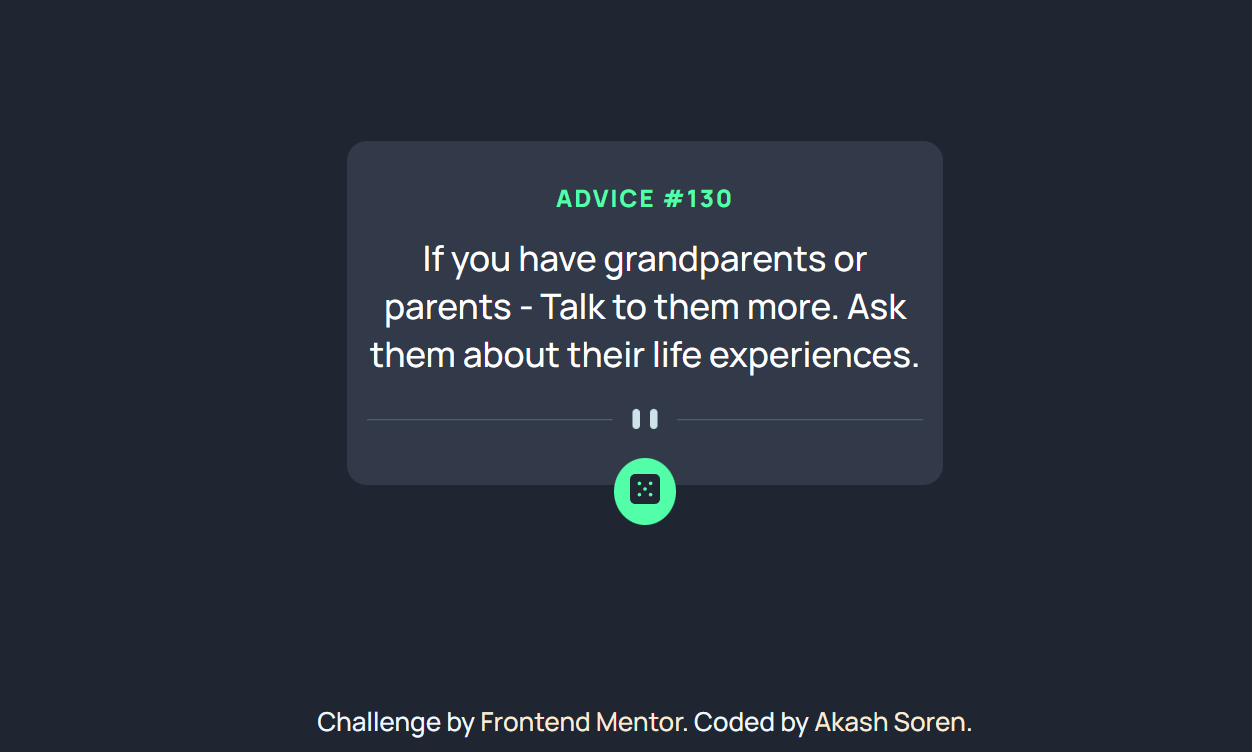 ADVICE #130
If you have grandparents or
parents - Talk to them more. Ask
them about their life experiences.
Challenge by Frontend Mentor. Coded by Akash Soren.